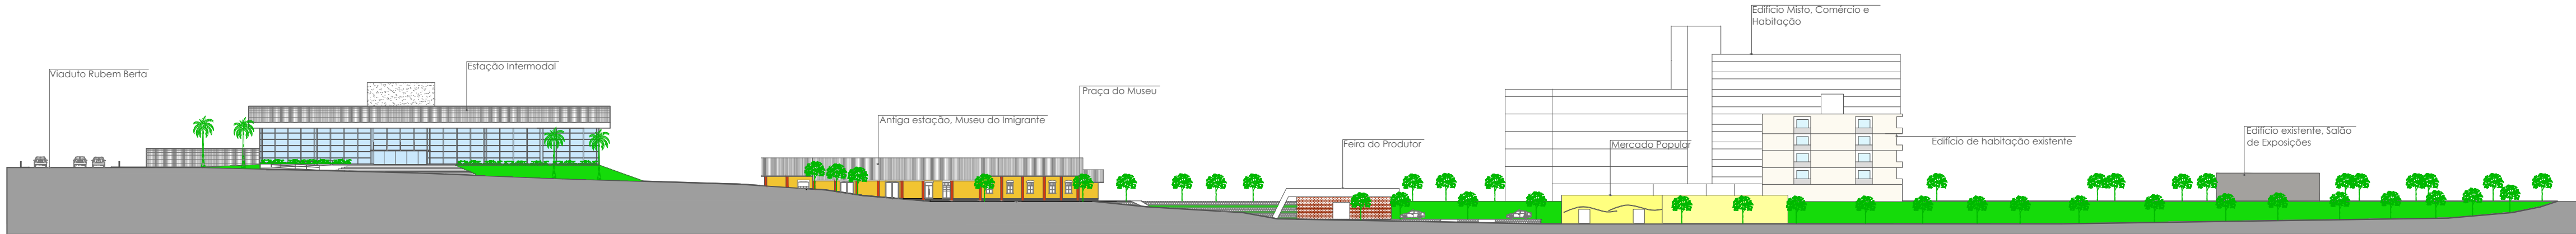 Viaduto Rubem Berta
Estação Intermodal
Antiga estação, Museu do Imigrante
Praça do Museu
Feira do Produtor
Mercado Popular
Edifício Misto, Comércio e
Habitação
Edifício de habitação existente
Edifício existente, Salão
de Exposições